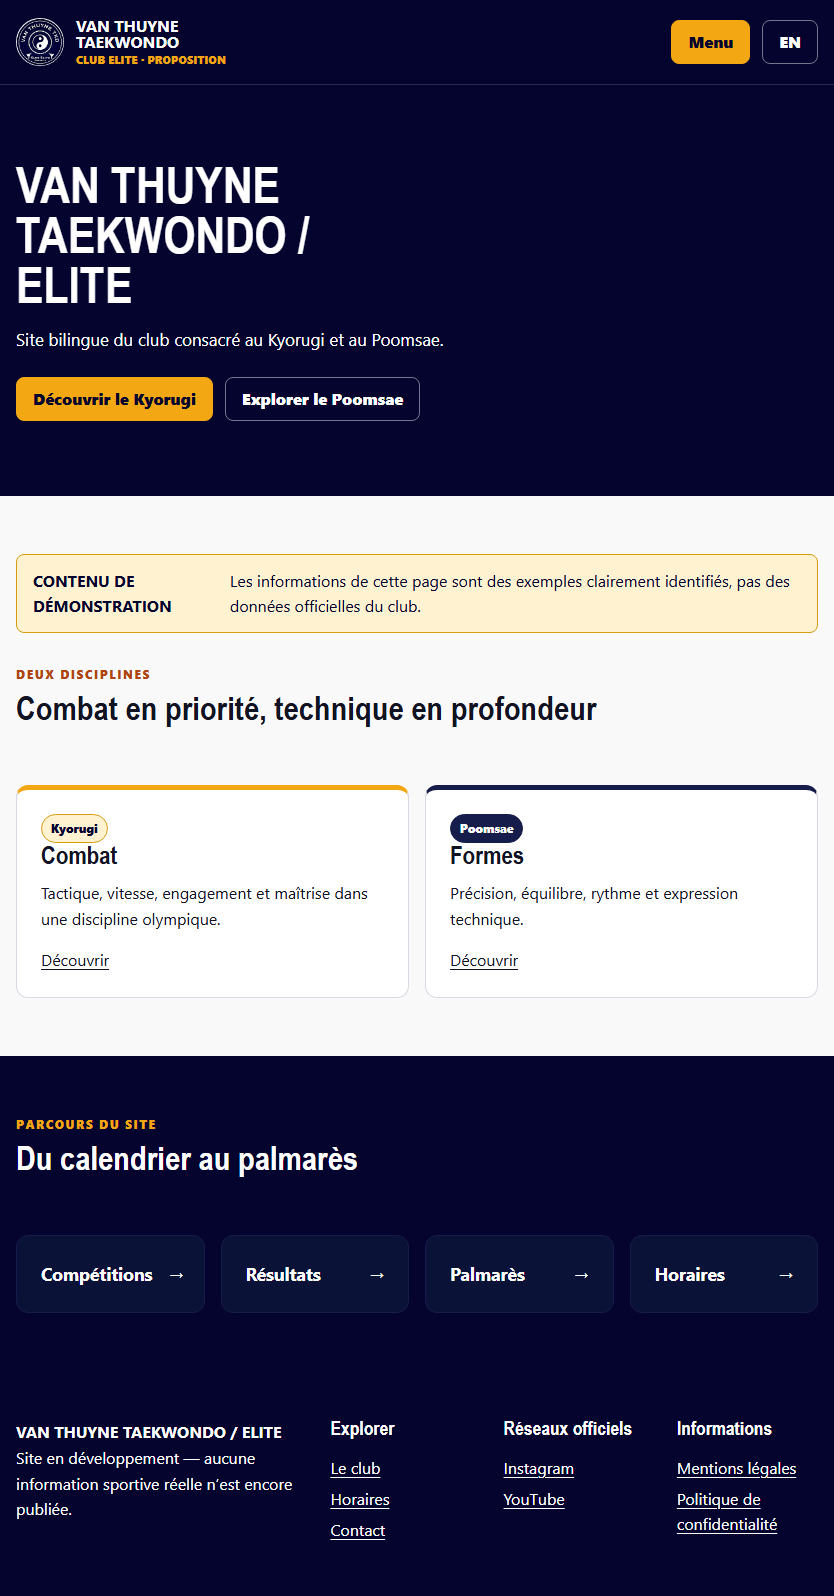 VAN THUYNE
TAEKWONDO
CLUB ELITE · PROPOSITION
Menu
EN
VAN THUYNE
TAEKWONDO /
ELITE
Site bilingue du club consacré au Kyorugi et au Poomsae.
Découvrir le Kyorugi
Explorer le Poomsae
CONTENU DE
DÉMONSTRATION
Les informations de cette page sont des exemples clairement identifiés, pas des
données officielles du club.
DEUX DISCIPLINES
Combat en priorité, technique en profondeur
Kyorugi
Combat
Tactique, vitesse, engagement et maîtrise dans
une discipline olympique.
Découvrir
Poomsae
Formes
Précision, équilibre, rythme et expression
technique.
Découvrir
PARCOURS DU SITE
Du calendrier au palmarès
Compétitions →
Résultats →
Palmarès →
Horaires →
VAN THUYNE TAEKWONDO / ELITE
Site en développement — aucune
information sportive réelle n'est encore
publiée.
Explorer
Le club
Horaires
Contact
Réseaux officiels
Instagram
YouTube
Informations
Mentions légales
Politique de
confidentialité